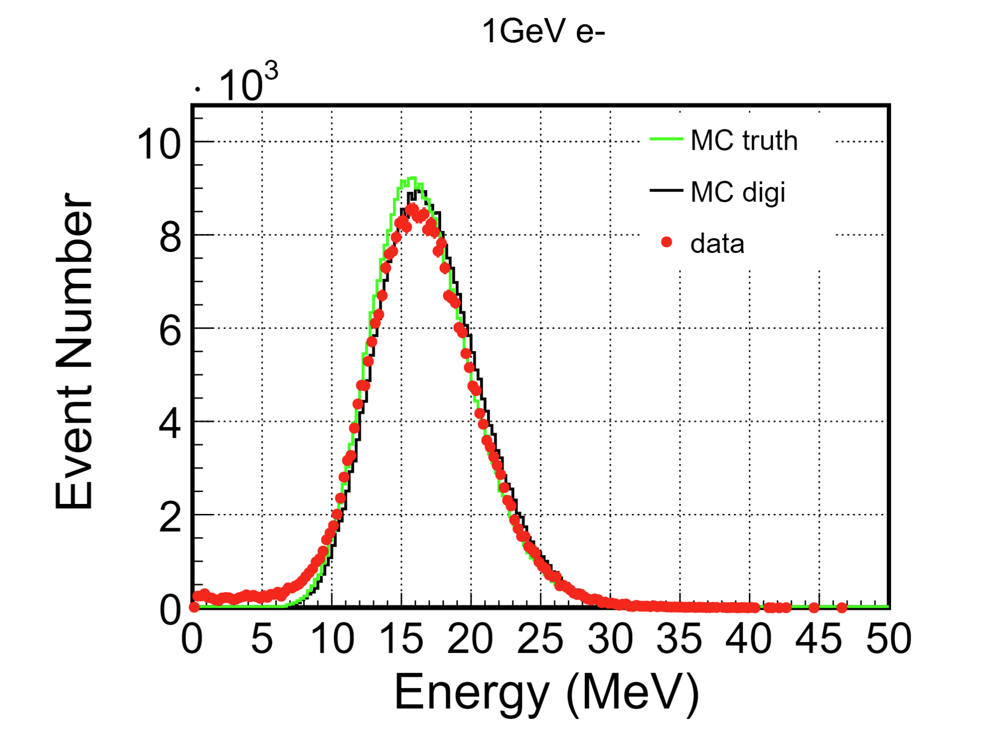 1GeV e-
· 10³
10
8
6
4
2
0
0 5 10 15 20 25 30 35 40 45 50
Event Number
Energy (MeV)
MC truth
MC digi
data